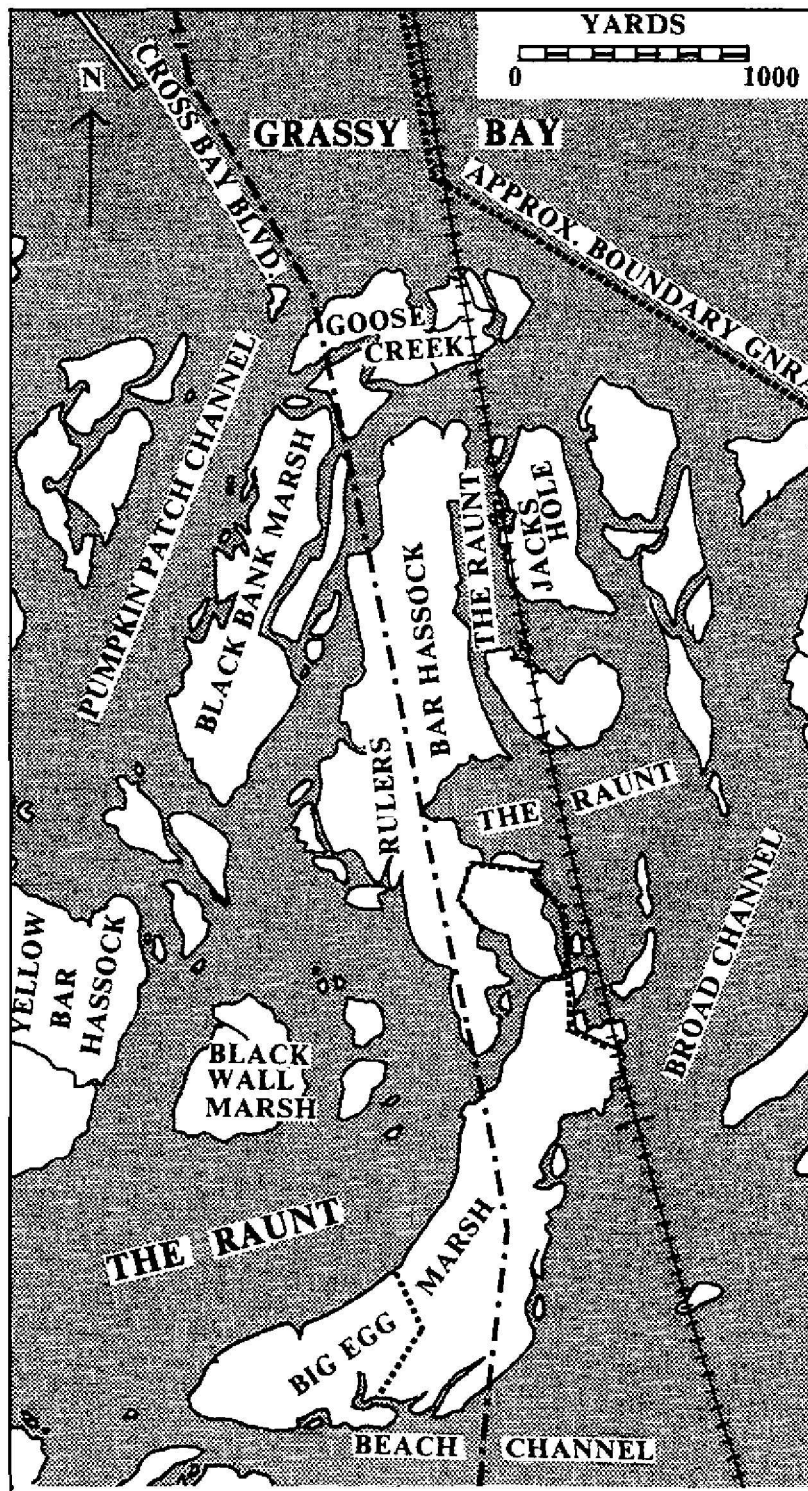 YARDS
0 1000
N
CROSS BAY BLVD.
GRASSY BAY
APPROX. BOUNDARY GNRA
GOOSE
CREEK
PUMPKIN PATCH CHANNEL
BLACK BANK MARSH
BAR HASSOCK
THE RAUNT
JACKS
HOLE
RULERS
THE RAUNT
YELLOW
BAR
HASSOCK
BLACK
WALL
MARSH
BROAD CHANNEL
THE RAUNT
BIG EGG MARSH
BEACH CHANNEL